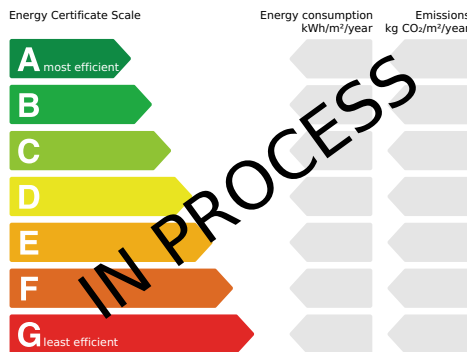 Energy Certificate Scale
Energy consumption
kWh/m²/year
Emissions
kg CO₂/m²/year
A most efficient
B
C
D
E
F
G least efficient
IN PROCESS